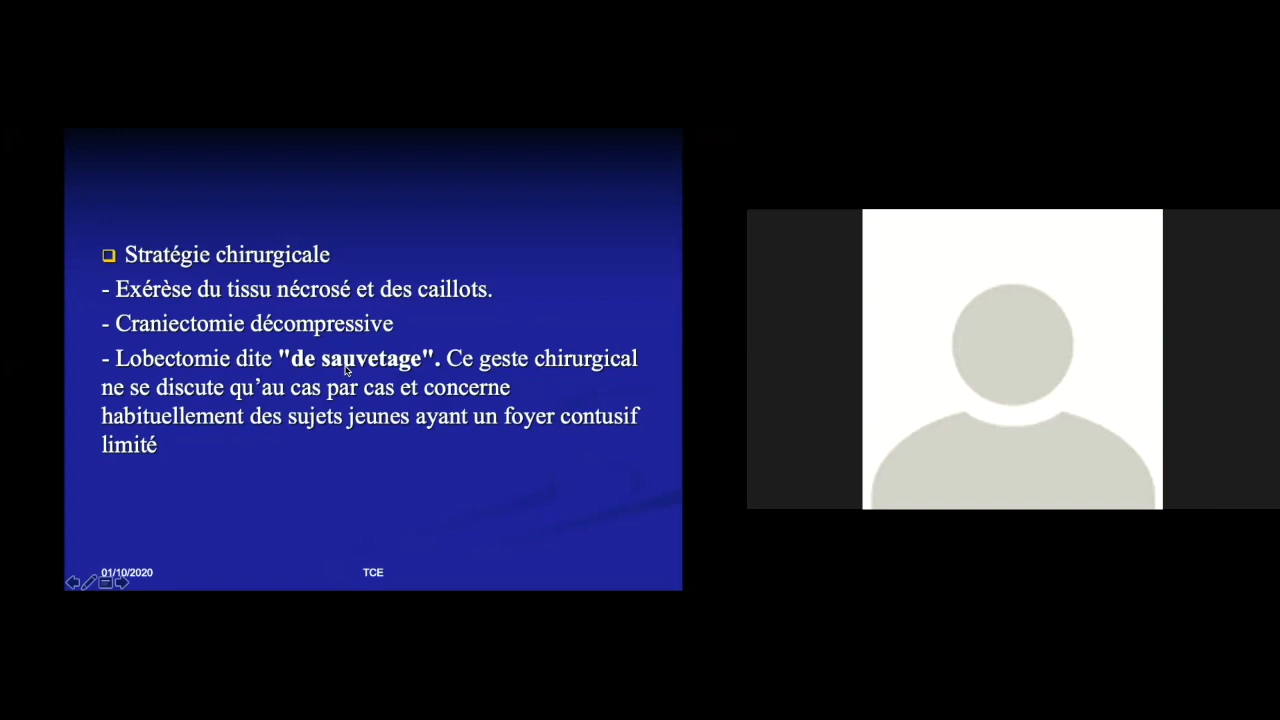 Stratégie chirurgicale
- Exérèse du tissu nécrosé et des caillots.
- Craniectomie décompressive
- Lobectomie dite "de sauvetage". Ce geste chirurgical
ne se discute qu’au cas par cas et concerne
habituellement des sujets jeunes ayant un foyer contusif
limité
01/10/2020
TCE